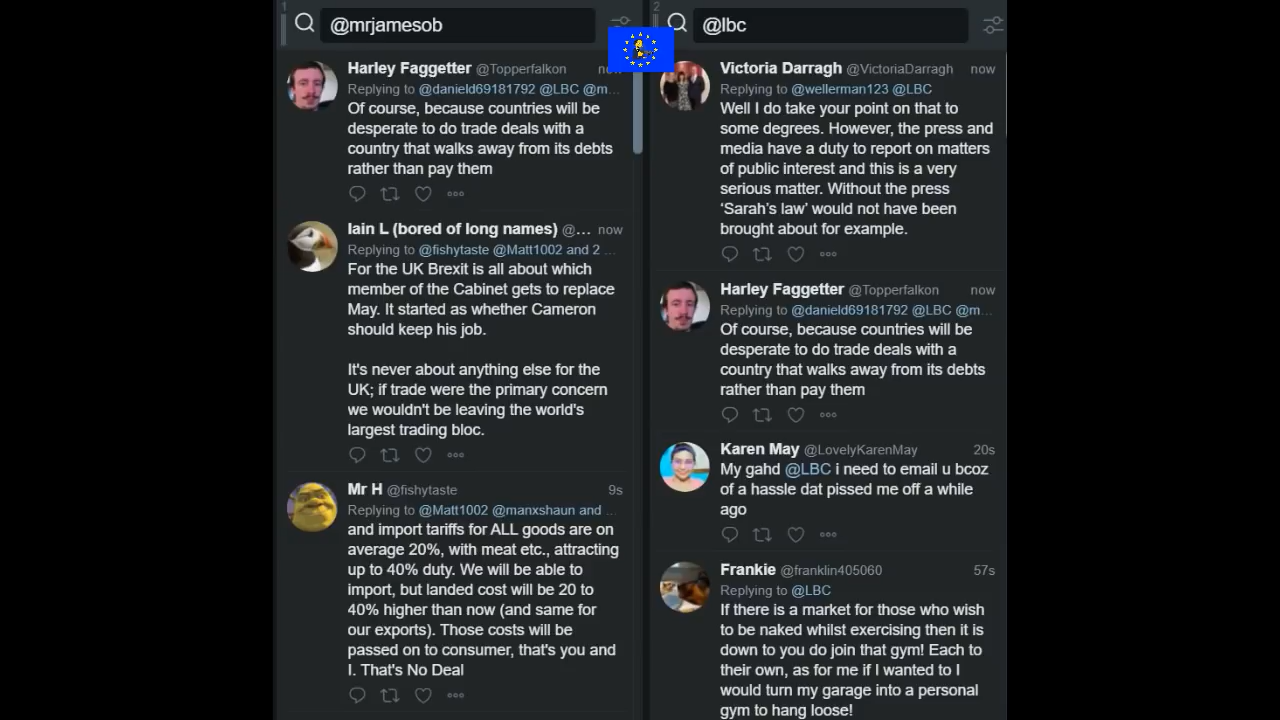 1
@mrjamesob
Harley Faggetter @Topperfalkon now
Replying to @danield69181792 @LBC @m...
Of course, because countries will be
desperate to do trade deals with a
country that walks away from its debts
rather than pay them
Iain L (bored of long names) @... now
Replying to @fishytaste @Matt1002 and 2 ...
For the UK Brexit is all about which
member of the Cabinet gets to replace
May. It started as whether Cameron
should keep his job.
It's never about anything else for the
UK; if trade were the primary concern
we wouldn't be leaving the world's
largest trading bloc.
Mr H @fishytaste 9s
Replying to @Matt1002 @manxshaun and ...
and import tariffs for ALL goods are on
average 20%, with meat etc., attracting
up to 40% duty. We will be able to
import, but landed cost will be 20 to
40% higher than now (and same for
our exports). Those costs will be
passed on to consumer, that's you and
I. That's No Deal
2
@lbc
Victoria Darragh @VictoriaDarragh now
Replying to @wellerman123 @LBC
Well I do take your point on that to
some degrees. However, the press and
media have a duty to report on matters
of public interest and this is a very
serious matter. Without the press
‘Sarah’s law’ would not have been
brought about for example.
Harley Faggetter @Topperfalkon now
Replying to @danield69181792 @LBC @m...
Of course, because countries will be
desperate to do trade deals with a
country that walks away from its debts
rather than pay them
Karen May @LovelyKarenMay 20s
My gahd @LBC i need to email u bcoz
of a hassle dat pissed me off a while
ago
Frankie @franklin405060 57s
Replying to @LBC
If there is a market for those who wish
to be naked whilst exercising then it is
down to you do join that gym! Each to
their own, as for me if I wanted to I
would turn my garage into a personal
gym to hang loose!